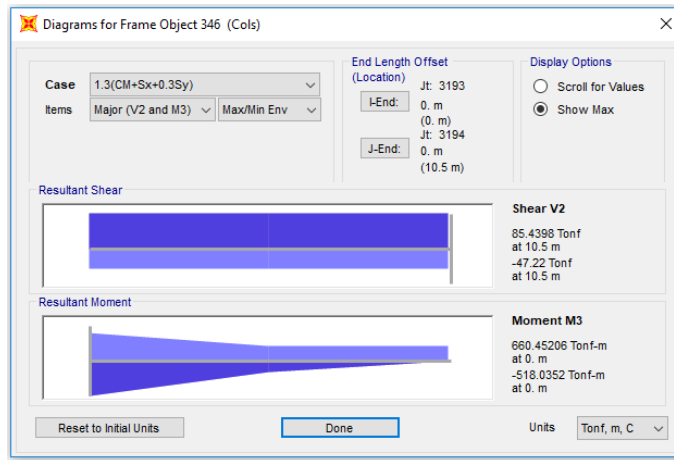 Diagrams for Frame Object 346 (Cols)
Case 1.3(CM+Sx+0.3Sy)
Items Major (V2 and M3) Max/Min Env
End Length Offset
(Location)
I-End:
Jt: 3193
0. m
(0. m)
J-End:
Jt: 3194
0. m
(10.5 m)
Display Options
Scroll for Values
Show Max
Resultant Shear
Shear V2
85.4398 Tonf
at 10.5 m
-47.22 Tonf
at 10.5 m
Resultant Moment
Moment M3
660.45206 Tonf-m
at 0. m
-518.0352 Tonf-m
at 0. m
Reset to Initial Units Done Units Tonf, m, C